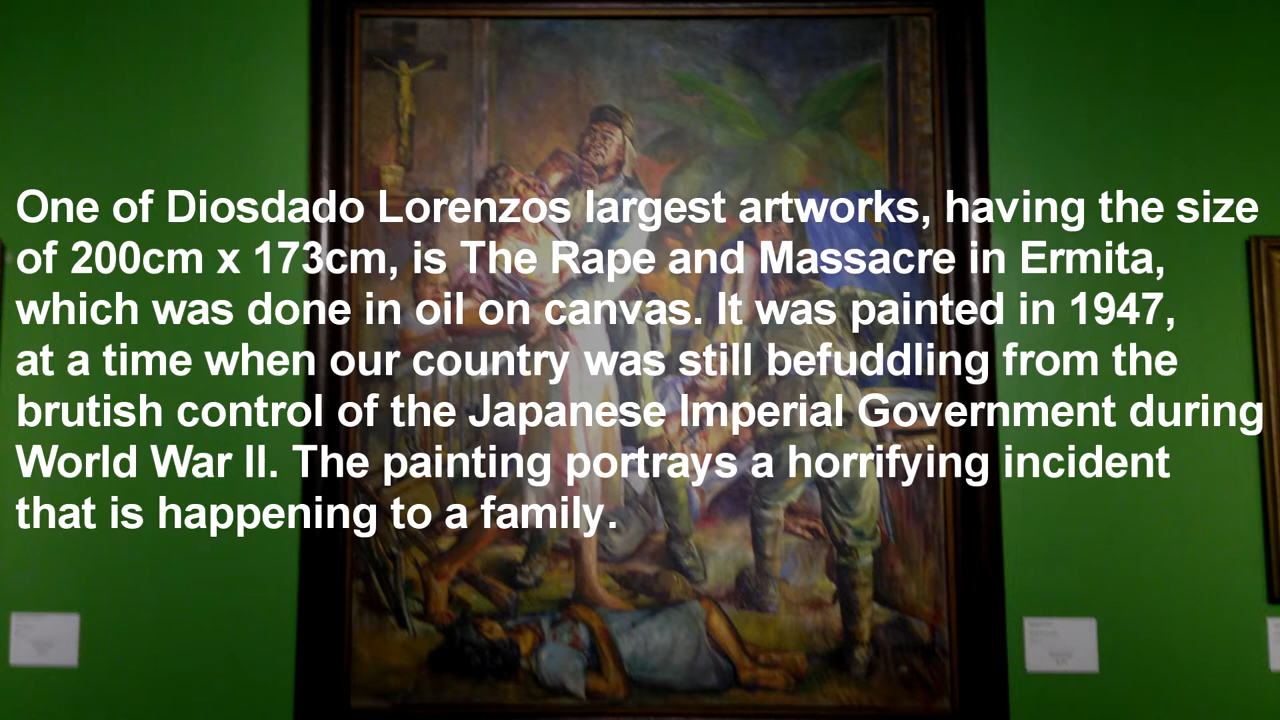 One of Diosdado Lorenzos largest artworks, having the size
of 200cm x 173cm, is The Rape and Massacre in Ermita,
which was done in oil on canvas. It was painted in 1947,
at a time when our country was still befuddling from the
brutish control of the Japanese Imperial Government during
World War II. The painting portrays a horrifying incident
that is happening to a family.